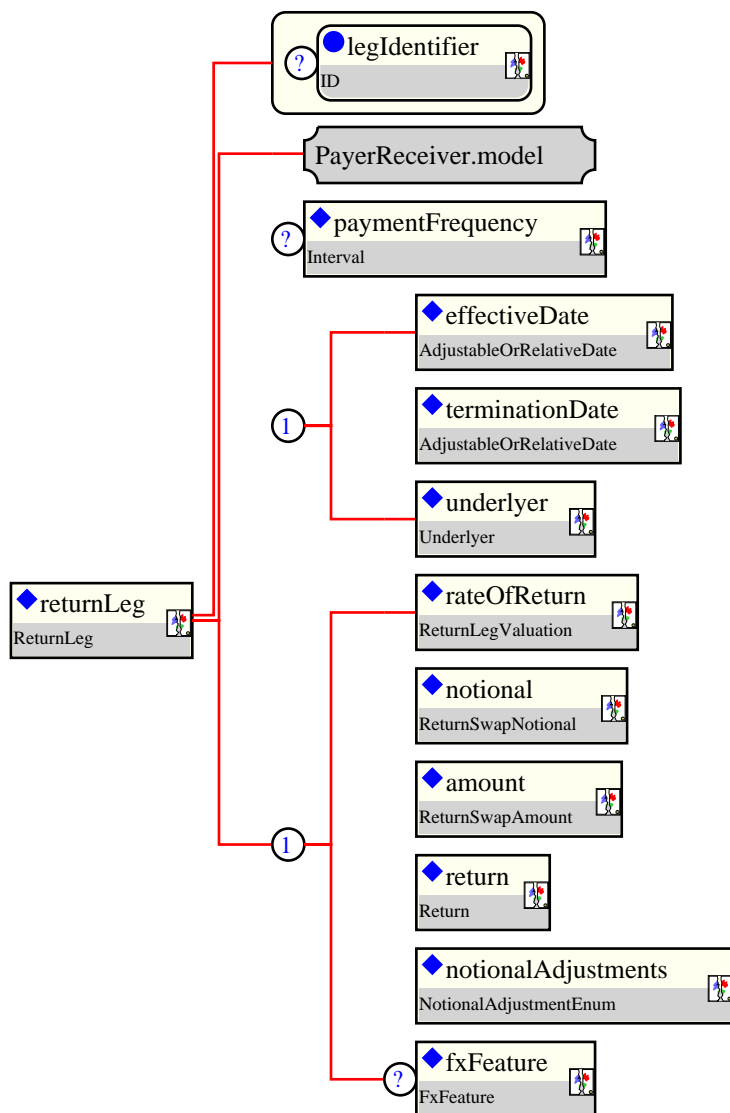 ?
legIdentifier
ID
PayerReceiver.model
?
paymentFrequency
Interval
effectiveDate
AdjustableOrRelativeDate
terminationDate
AdjustableOrRelativeDate
1
underlyer
Underlyer
returnLeg
ReturnLeg
rateOfReturn
ReturnLegValuation
notional
ReturnSwapNotional
amount
ReturnSwapAmount
1
return
Return
notionalAdjustments
NotionalAdjustmentEnum
?
fxFeature
FxFeature